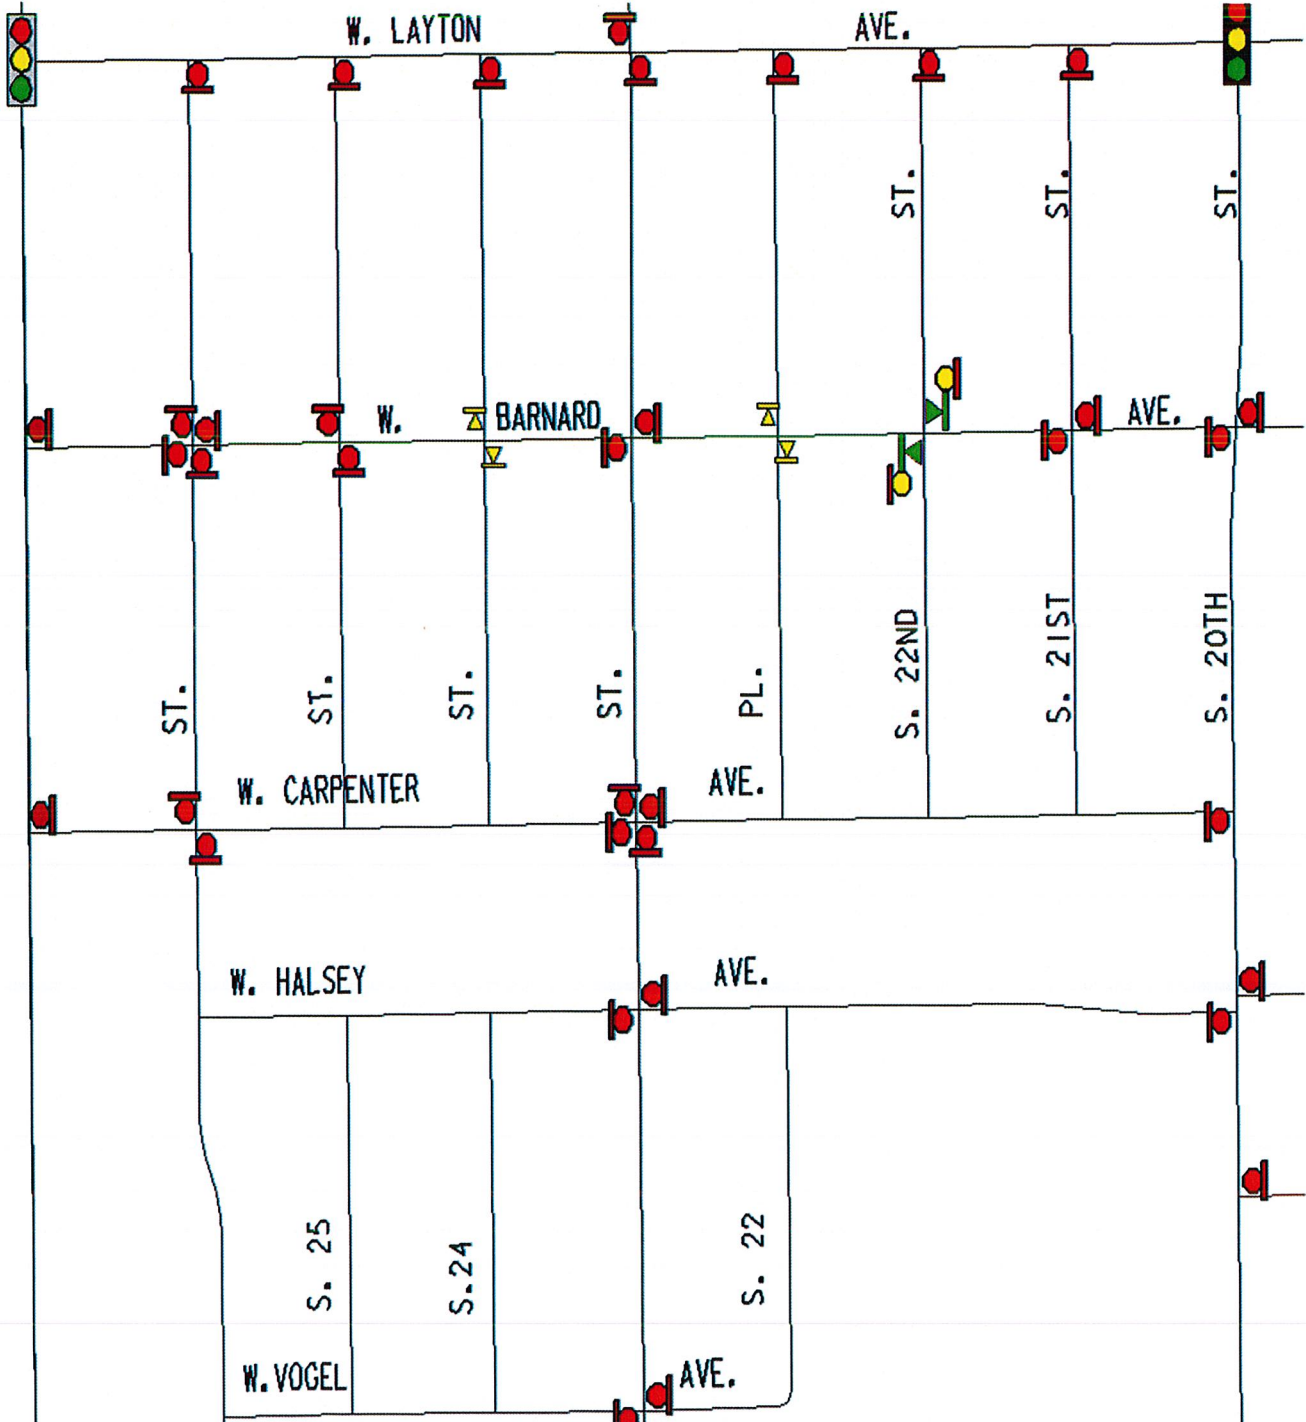 W. LAYTON AVE.
ST.
ST.
ST.
W. BARNARD AVE.
S. 22ND
S. 21ST
S. 20TH
ST.
ST.
ST.
ST.
PL.
W. CARPENTER AVE.
W. HALSEY AVE.
S. 25
S.24
S. 22
W.VOGEL AVE.